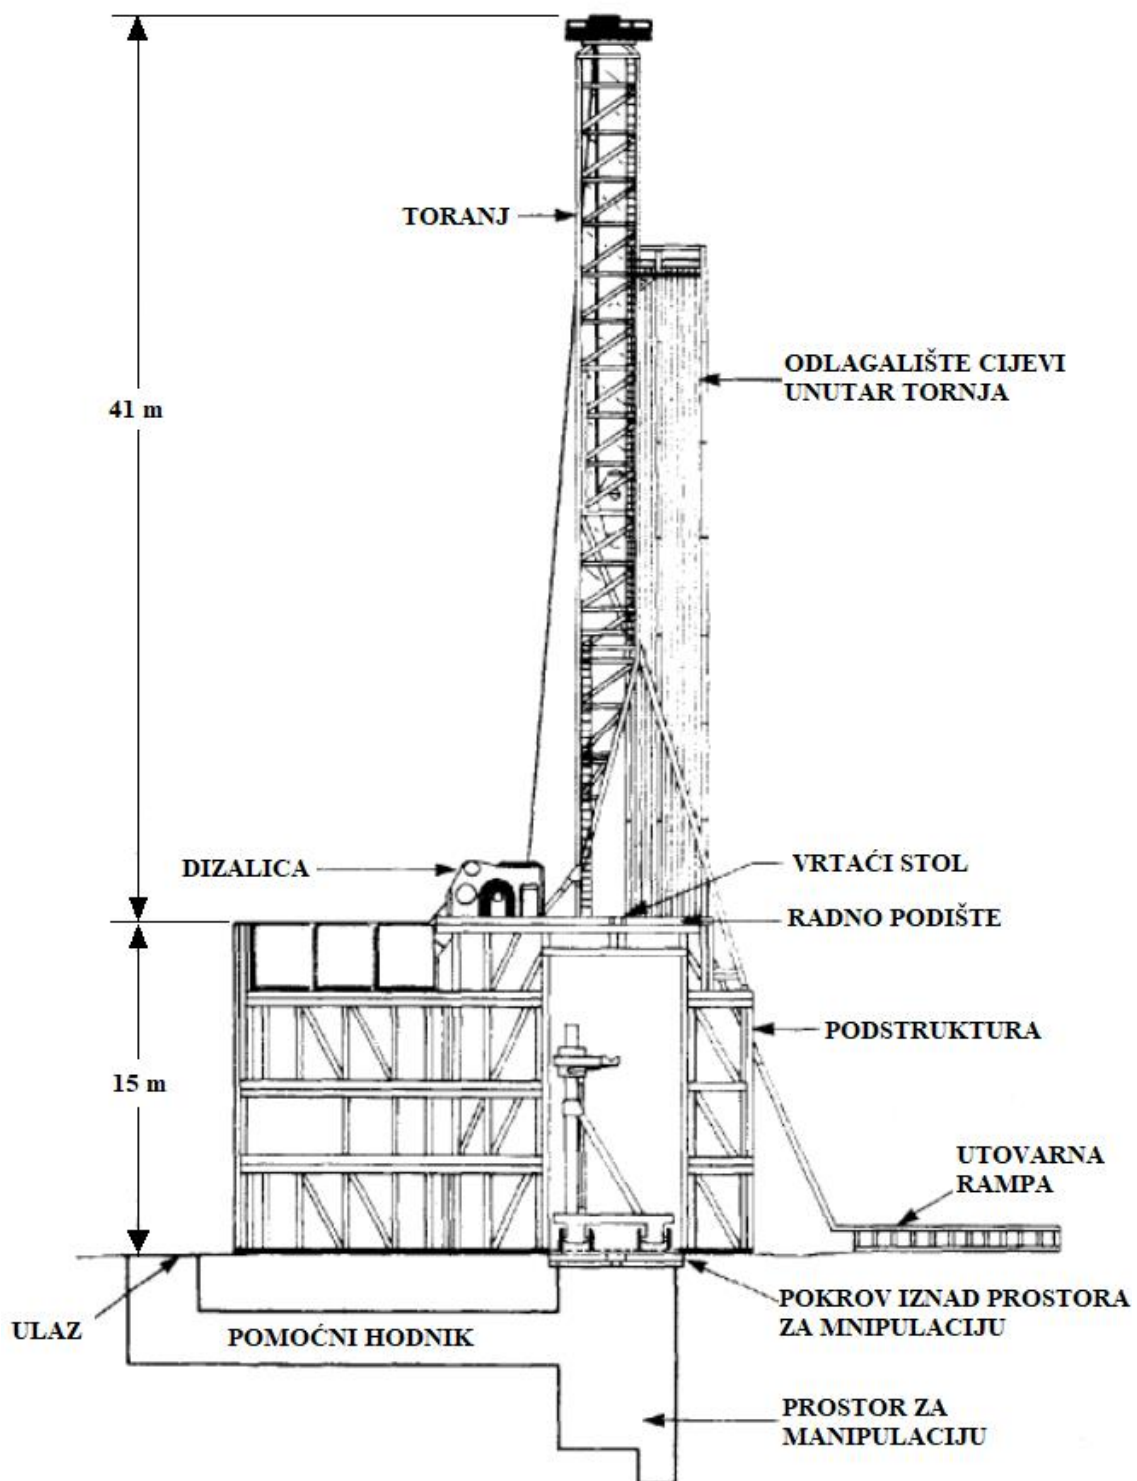 TORANJ
ODLAGALIŠTE CIJEVI
UNUTAR TORNJA
41 m
DIZALICA
VRTAĆI STOL
RADNO PODIŠTE
PODSTRUKTURA
15 m
UTOVARNA
RAMPA
ULAZ
POMOĆNI HODNIK
POKROV IZNAD PROSTORA
ZA MNIPULACIJU
PROSTOR ZA
MANIPULACIJU